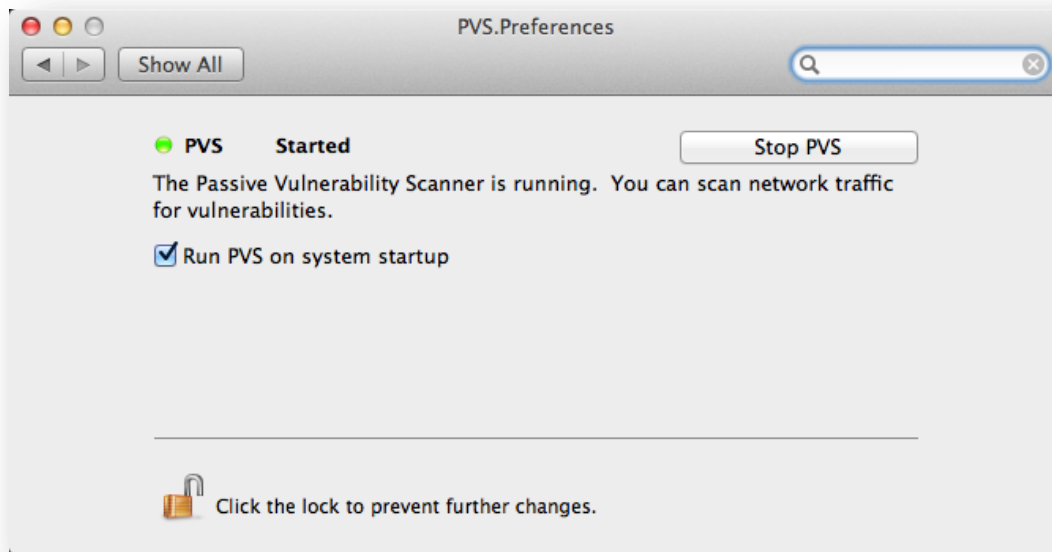 PVS.Preferences
Show All
PVS Started Stop PVS
The Passive Vulnerability Scanner is running. You can scan network traffic
for vulnerabilities.
Run PVS on system startup
Click the lock to prevent further changes.